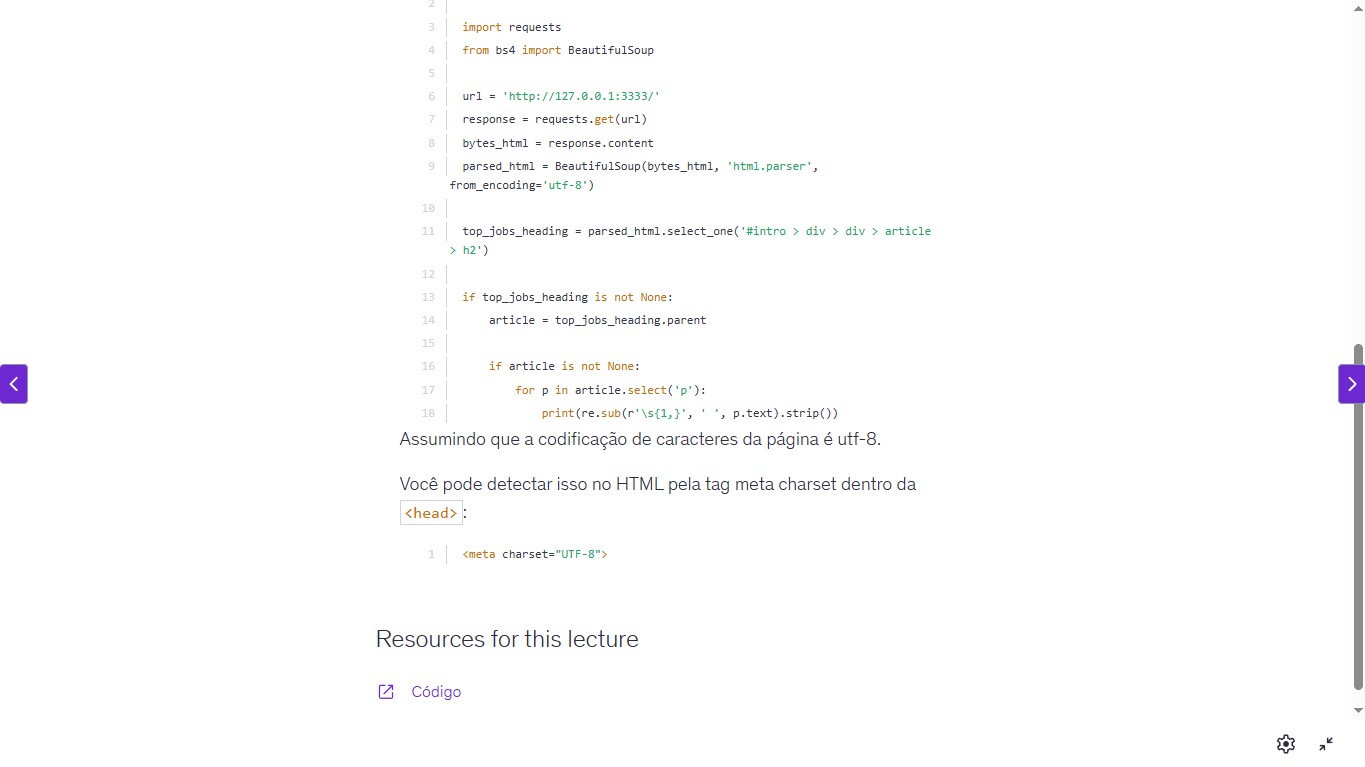 2
3 import requests
4 from bs4 import BeautifulSoup
5
6 url = 'http://127.0.0.1:3333/'
7 response = requests.get(url)
8 bytes_html = response.content
9 parsed_html = BeautifulSoup(bytes_html, 'html.parser',
from_encoding='utf-8')
10
11 top_jobs_heading = parsed_html.select_one('#intro > div > div > article
> h2')
12
13 if top_jobs_heading is not None:
14 article = top_jobs_heading.parent
15
16 if article is not None:
17 for p in article.select('p'):
18 print(re.sub(r'\s{1,}', ' ', p.text).strip())
Assumindo que a codificação de caracteres da página é utf-8.
Você pode detectar isso no HTML pela tag meta charset dentro da
<head>:
1 <meta charset="UTF-8">
Resources for this lecture
Código